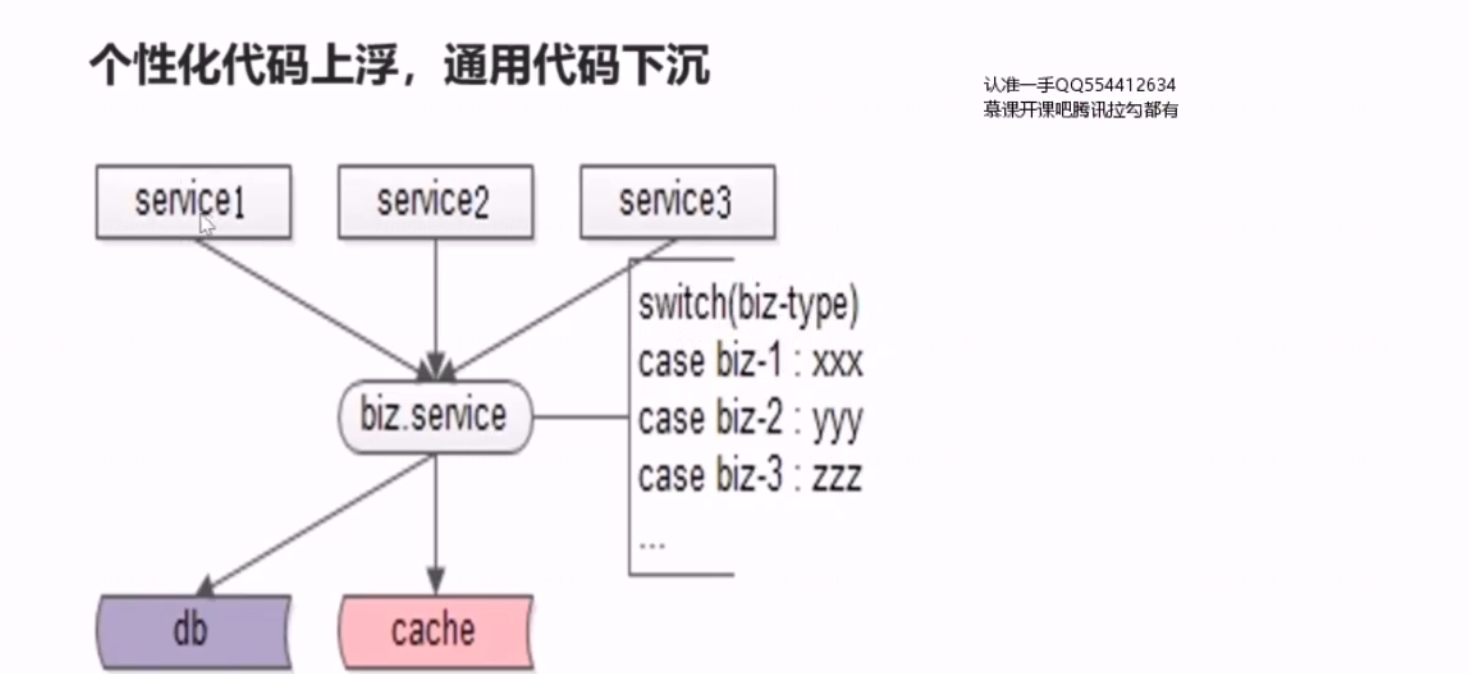 个性化代码上浮，通用代码下沉
认准一手QQ554412634
慕课开课吧腾讯拉勾都有
service1
service2
service3
switch(biz-type)
case biz-1 : xxx
case biz-2 : yyy
case biz-3 : zzz
...
biz.service
db
cache